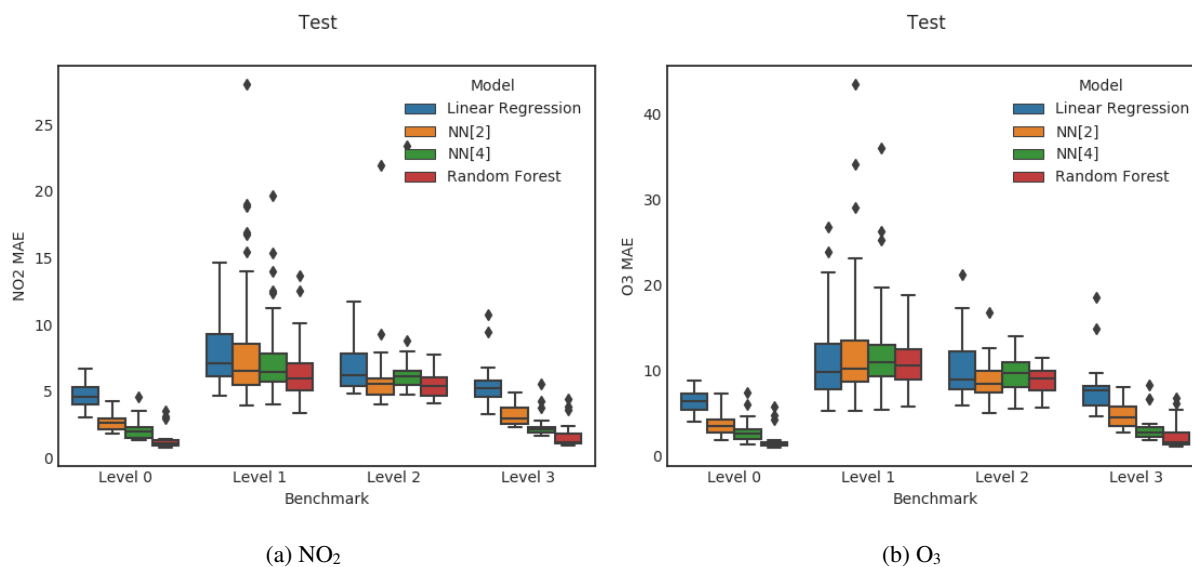 Test
25
20
15
10
5
0
NO2 MAE
Model
Linear Regression
NN[2]
NN[4]
Random Forest
Level 0 Level 1 Level 2 Level 3
Benchmark
(a) NO₂
Test
40
30
20
10
0
O3 MAE
Model
Linear Regression
NN[2]
NN[4]
Random Forest
Level 0 Level 1 Level 2 Level 3
Benchmark
(b) O₃